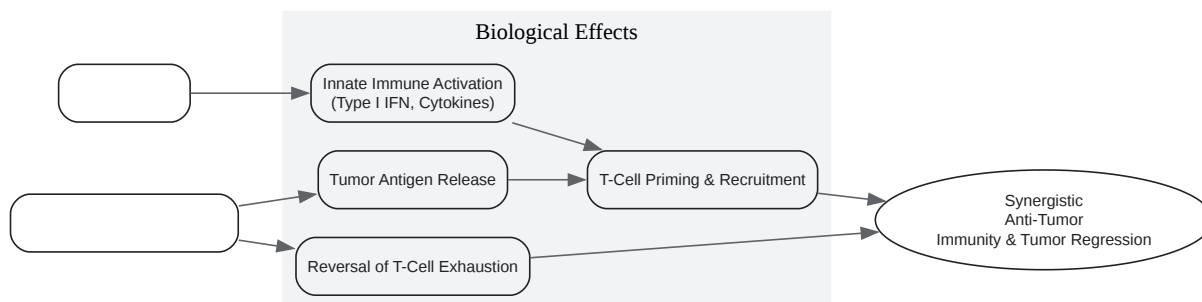 Biological Effects
Innate Immune Activation
(Type I IFN, Cytokines)
Tumor Antigen Release
T-Cell Priming & Recruitment
Reversal of T-Cell Exhaustion
Synergistic
Anti-Tumor
Immunity & Tumor Regression